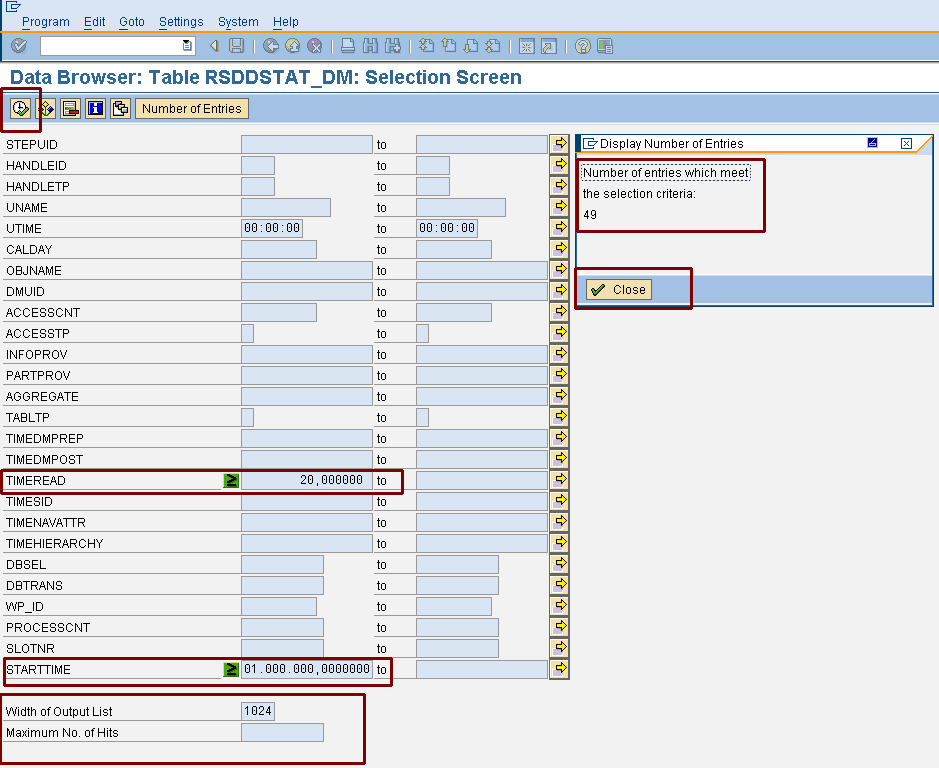 Program Edit Goto Settings System Help
Data Browser: Table RSDDSTAT_DM: Selection Screen
Number of Entries
STEPUID to
HANDLEID to
HANDLETP to
UNAME to
UTIME 00:00:00 to 00:00:00
CALDAY to
OBJNAME to
DMUID to
ACCESSCNT to
ACCESSTP to
INFOPROV to
PARTPROV to
AGGREGATE to
TABLTP to
TIMEDMPREP to
TIMEDMPOST to
TIMEREAD ≥ 20,000000 to
TIMESID to
TIMENAVATTR to
TIMEHIERARCHY to
DBSEL to
DBTRANS to
WP_ID to
PROCESSCNT to
SLOTNR to
STARTTIME ≥ 01.000.000,0000000 to
Width of Output List 1024
Maximum No. of Hits
Display Number of Entries
Number of entries which meet
the selection criteria:
49
Close